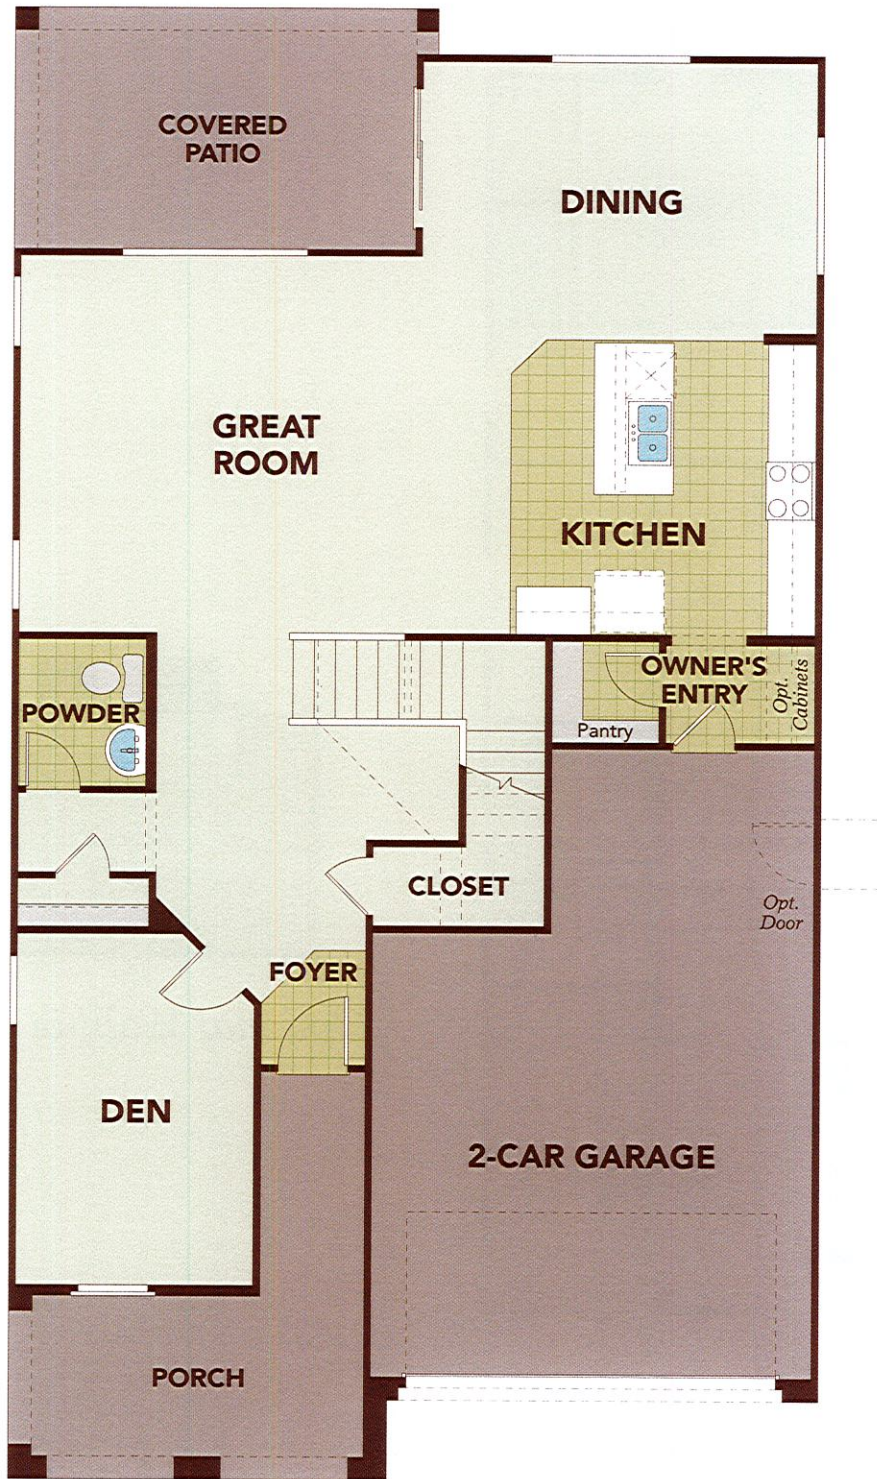 COVERED
PATIO
DINING
GREAT
ROOM
KITCHEN
OWNER'S
ENTRY
Opt.
Cabinets
POWDER
Pantry
CLOSET
Opt.
Door
FOYER
DEN
2-CAR GARAGE
PORCH